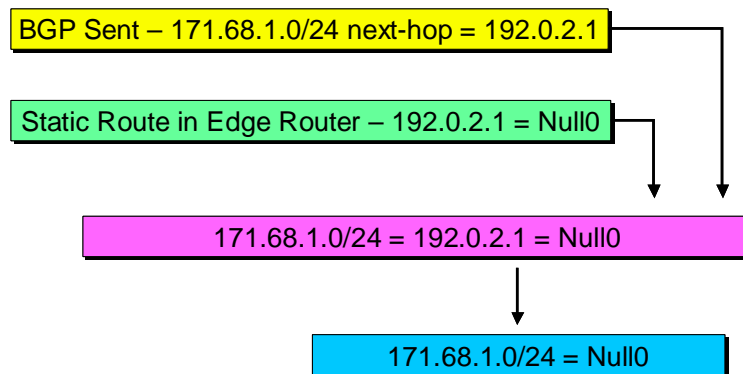 BGP Sent – 171.68.1.0/24 next-hop = 192.0.2.1
Static Route in Edge Router – 192.0.2.1 = Null0
171.68.1.0/24 = 192.0.2.1 = Null0
171.68.1.0/24 = Null0